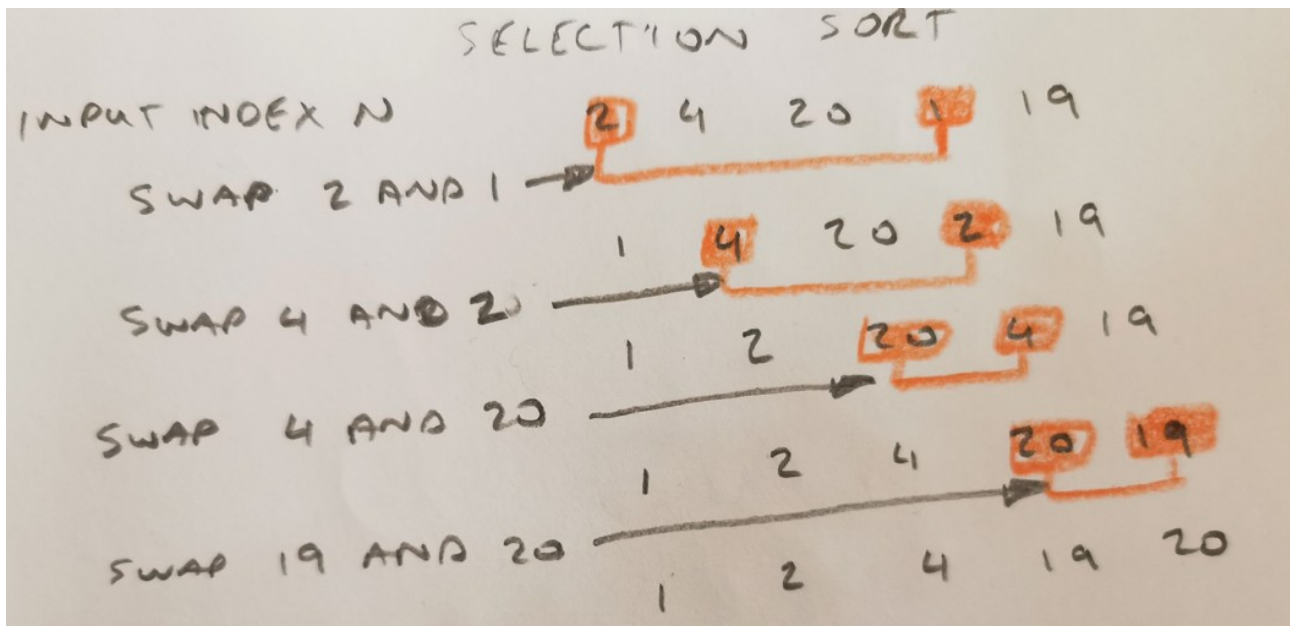 SELECTION SORT
INPUT INDEX N 2 4 20 1 19
SWAP 2 AND 1
1 4 20 2 19
SWAP 4 AND 20
1 2 20 4 19
SWAP 4 AND 20
1 2 4 20 19
SWAP 19 AND 20
1 2 4 19 20